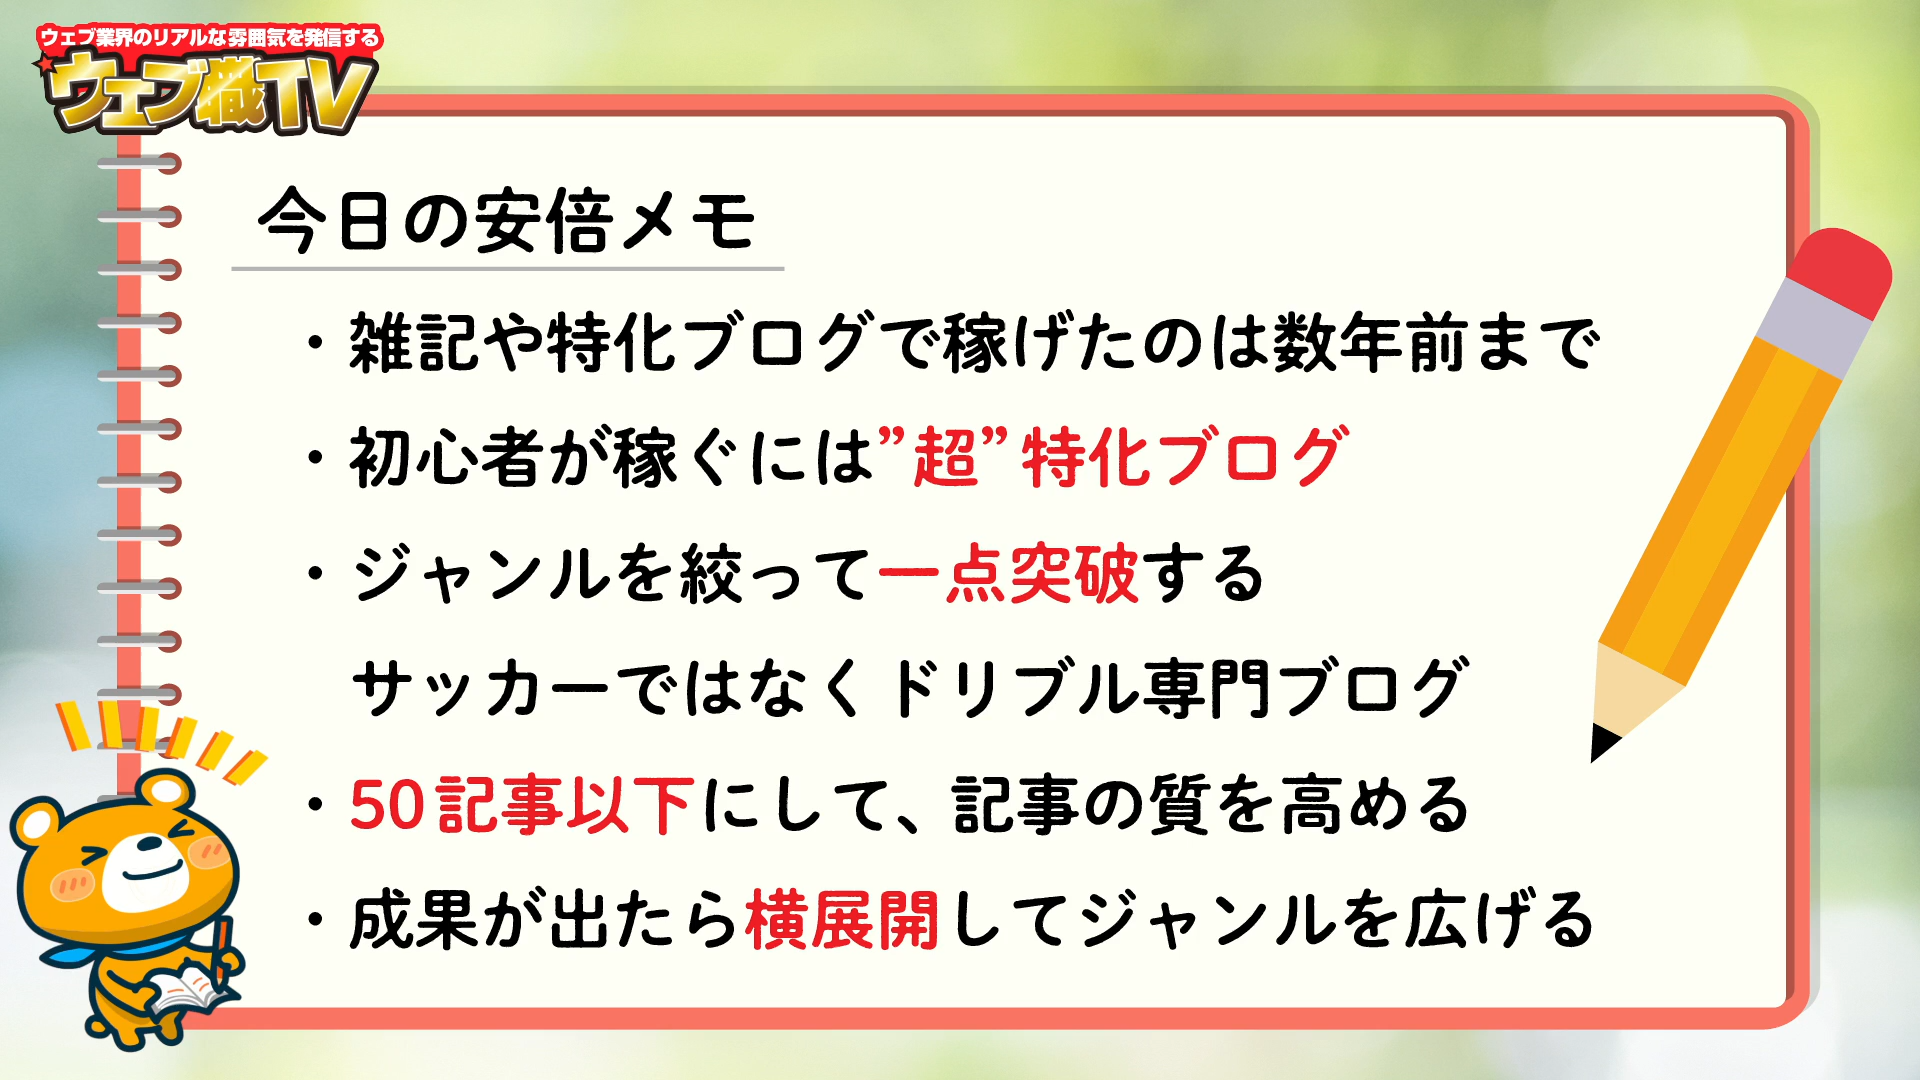 ウェブ業界のリアルな雰囲気を発信する
ウェブ職TV
今日の安倍メモ
・雑記や特化ブログで稼げたのは数年前まで
・初心者が稼ぐには”超”特化ブログ
・ジャンルを絞って一点突破する
サッカーではなくドリブル専門ブログ
・50記事以下にして、記事の質を高める
・成果が出たら横展開してジャンルを広げる